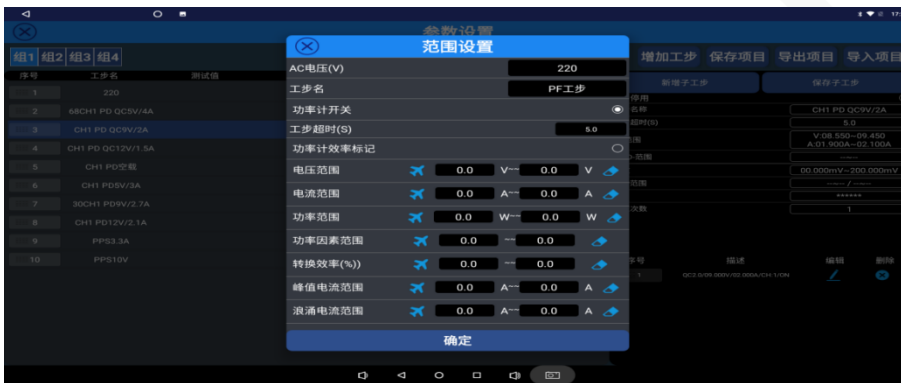 17:
参数设置
范围设置
组1 组2 组3 组4
增加工步 保存项目 导出项目 导入项目
序号 工步名 测试值
1 220
2 68CH1 PD QC5V/4A
3 CH1 PD QC9V/2A
4 CH1 PD QC12V/1.5A
5 CH1 PD空载
6 CH1 PD5V/3A
7 30CH1 PD9V/2.7A
8 CH1 PD12V/2.1A
9 PPS3.3A
10 PPS10V
AC电压(V) 220
工步名 PF工步
功率计开关
工步超时(S) 5.0
功率计效率标记
电压范围 0.0 V~~ 0.0 V
电流范围 0.0 A~~ 0.0 A
功率范围 0.0 W~~ 0.0 W
功率因素范围 0.0 ~~ 0.0
转换效率(%)) 0.0 ~~ 0.0
峰值电流范围 0.0 A~~ 0.0 A
浪涌电流范围 0.0 A~~ 0.0 A
确定
新增子工步 保存子工步
停用
名称 CH1 PD QC9V/2A
超时(S) 5.0
范围 V:08.550~09.450
A:01.900A~02.100A
范围 -----
00.000mV~200.000mV
范围 ---- / ----
******
次数 1
序号 描述 编辑 删除
1 QC2.0/09.000V/02.000A/CH:1/ON